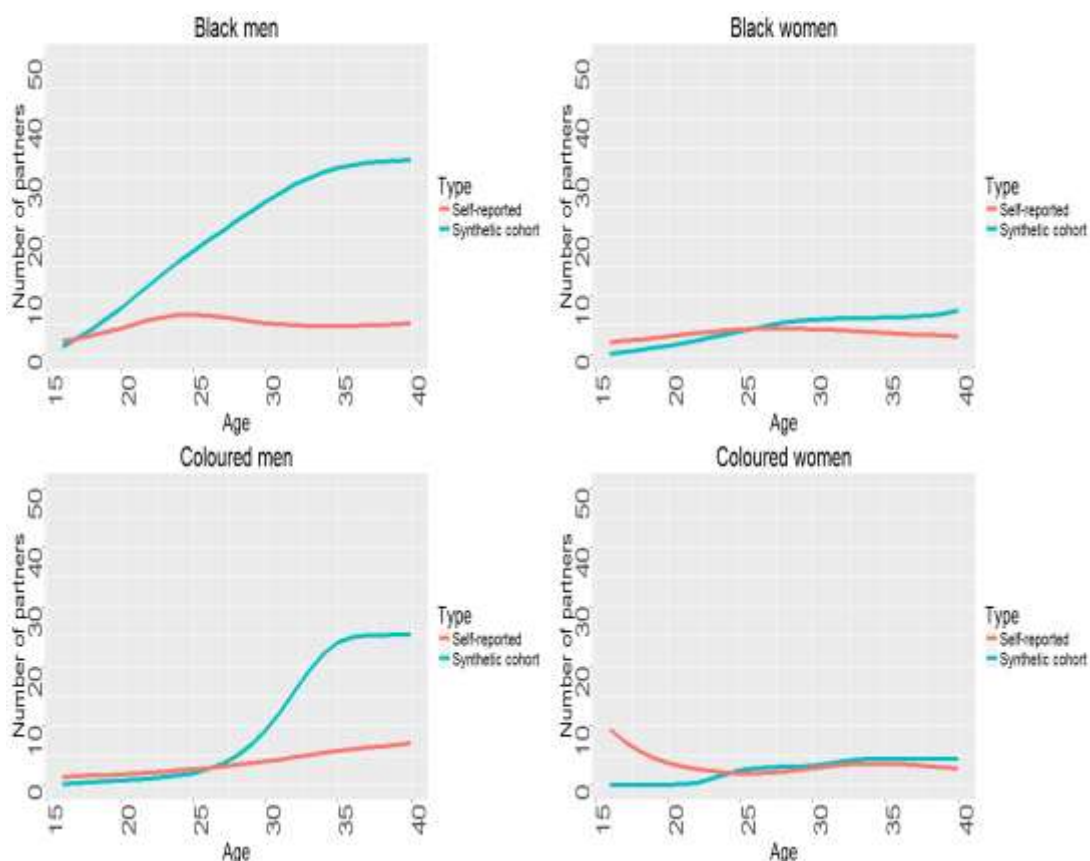 Black men
Number of partners
50
40
30
20
10
0
15 20 25 30 35 40
Age
Type
Self-reported
Synthetic cohort
Black women
Number of partners
50
40
30
20
10
0
15 20 25 30 35 40
Age
Type
Self-reported
Synthetic cohort
Coloured men
Number of partners
50
40
30
20
10
0
15 20 25 30 35 40
Age
Type
Self-reported
Synthetic cohort
Coloured women
Number of partners
50
40
30
20
10
0
15 20 25 30 35 40
Age
Type
Self-reported
Synthetic cohort